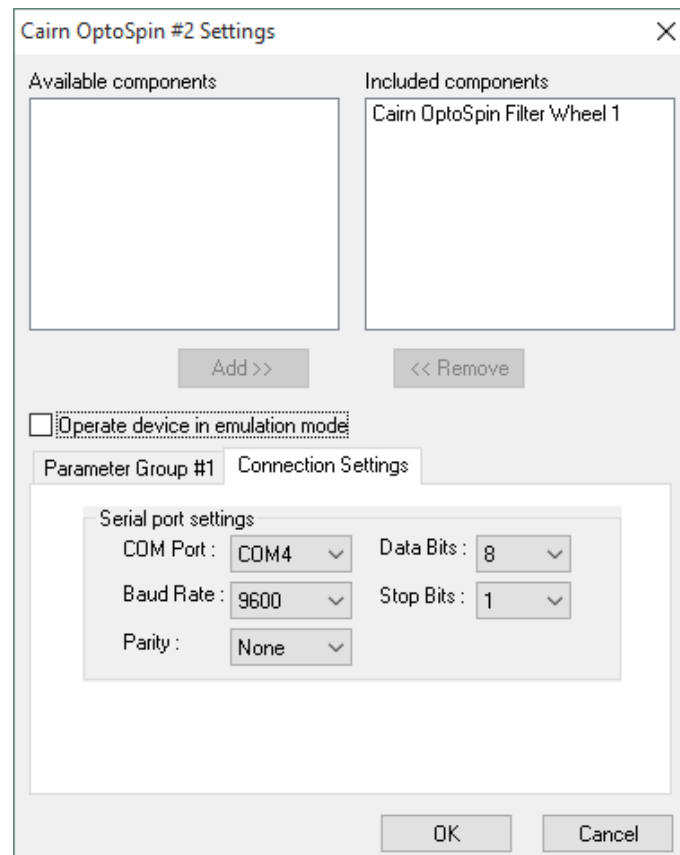 Cairn OptoSpin #2 Settings
Available components
Included components
Cairn OptoSpin Filter Wheel 1
Add >>
<< Remove
Operate device in emulation mode
Parameter Group #1
Connection Settings
Serial port settings
COM Port : COM4
Data Bits : 8
Baud Rate : 9600
Stop Bits : 1
Parity : None
OK
Cancel